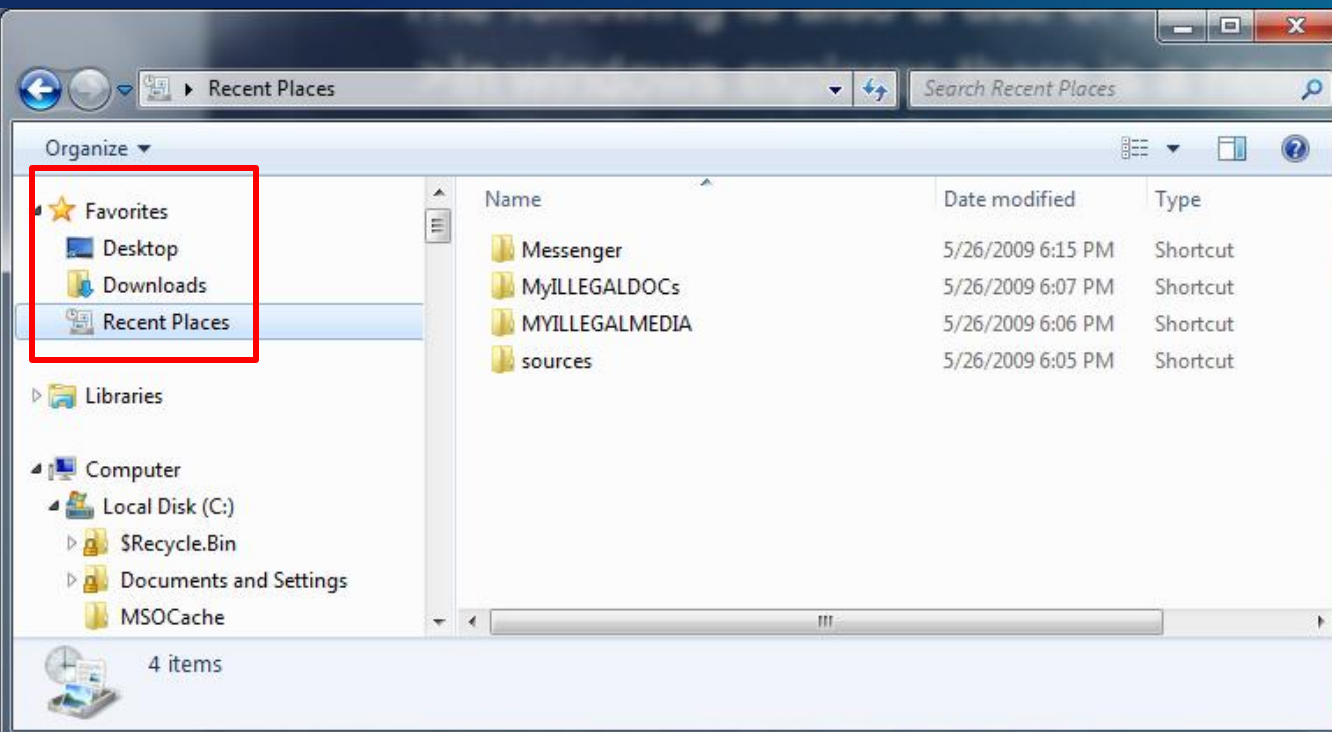 Recent Places
Search Recent Places
Organize
Favorites
Desktop
Downloads
Recent Places
Libraries
Computer
Local Disk (C:)
$Recycle.Bin
Documents and Settings
MSOCache
Name Date modified Type
Messenger 5/26/2009 6:15 PM Shortcut
MyILLEGALDOCs 5/26/2009 6:07 PM Shortcut
MYILLEGALMEDIA 5/26/2009 6:06 PM Shortcut
sources 5/26/2009 6:05 PM Shortcut
4 items